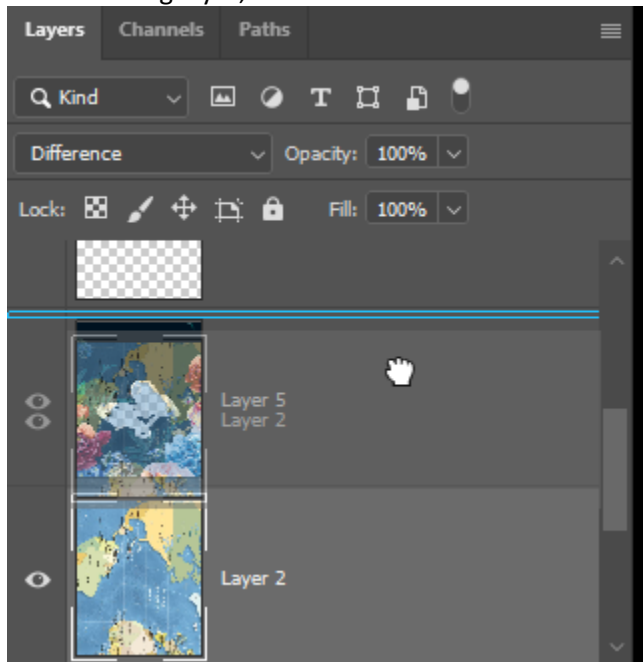 Layers Channels Paths
Kind
Difference Opacity: 100%
Lock: Fill: 100%
Layer 5
Layer 2
Layer 2